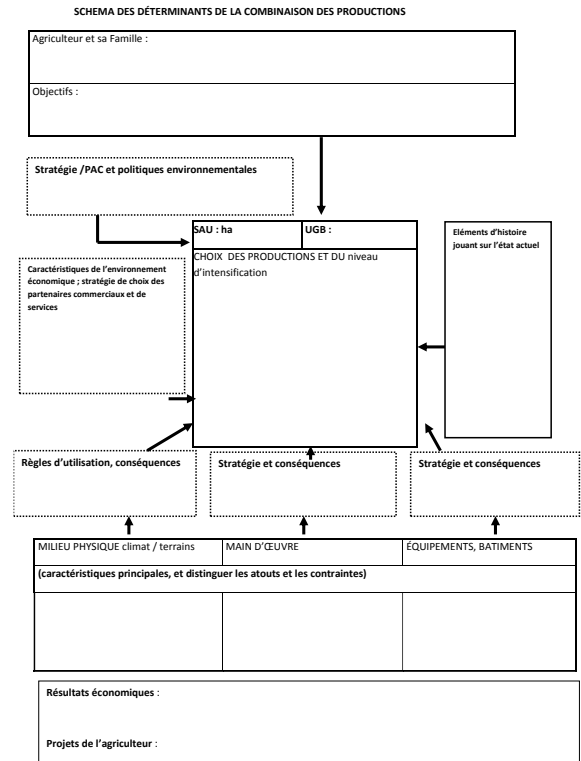 SCHEMA DES DÉTERMINANTS DE LA COMBINAISON DES PRODUCTIONS
Agriculteur et sa Famille :
Objectifs :
Stratégie /PAC et politiques environnementales
SAU : ha
UGB :
CHOIX DES PRODUCTIONS ET DU niveau
d’intensification
Eléments d’histoire
jouant sur l’état actuel
Caractéristiques de l’environnement
économique ; stratégie de choix des
partenaires commerciaux et de
services
Règles d’utilisation, conséquences
Stratégie et conséquences
Stratégie et conséquences
MILIEU PHYSIQUE climat / terrains
MAIN D’ŒUVRE
ÉQUIPEMENTS, BATIMENTS
(caractéristiques principales, et distinguer les atouts et les contraintes)
Résultats économiques :
Projets de l’agriculteur :